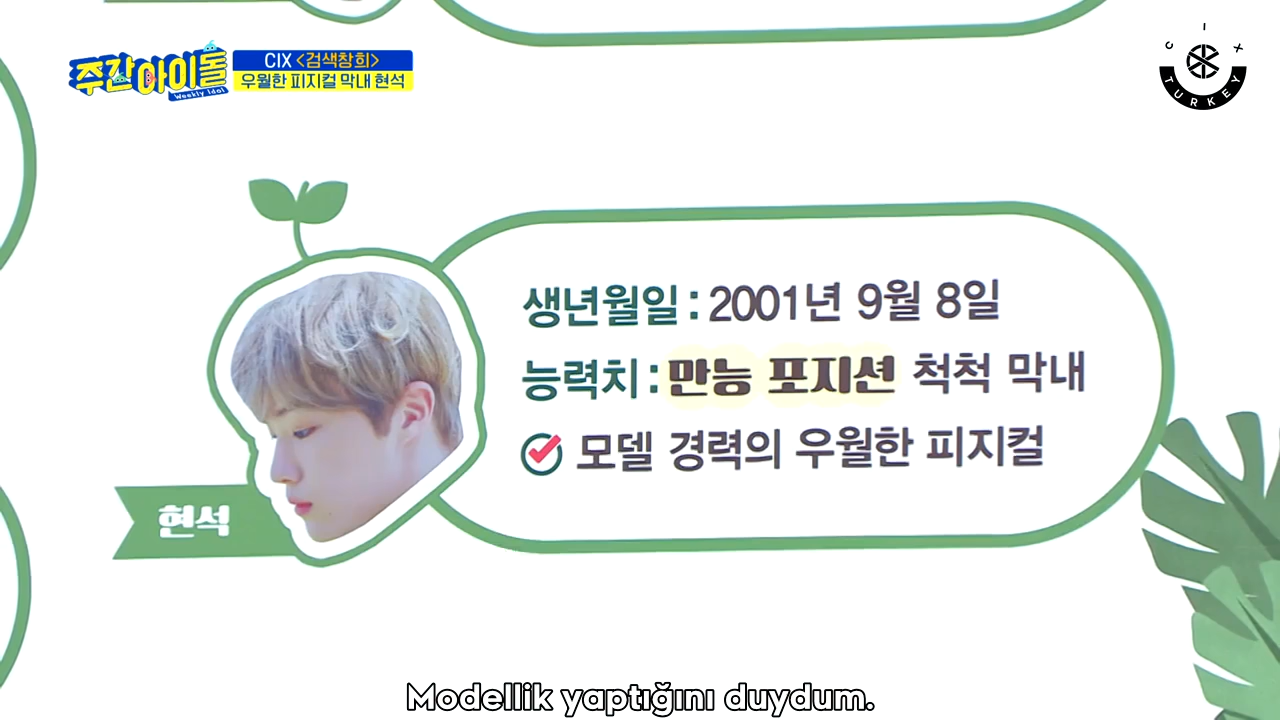 주간아이돌
Weekly Idol
CIX <검색창희>
우월한 피지컬 막내 현석
CIX
TURKEY
생년월일 : 2001년 9월 8일
능력치 : 만능 포지션 척척 막내
모델 경력의 우월한 피지컬
현석
Modellik yaptığını duydum.